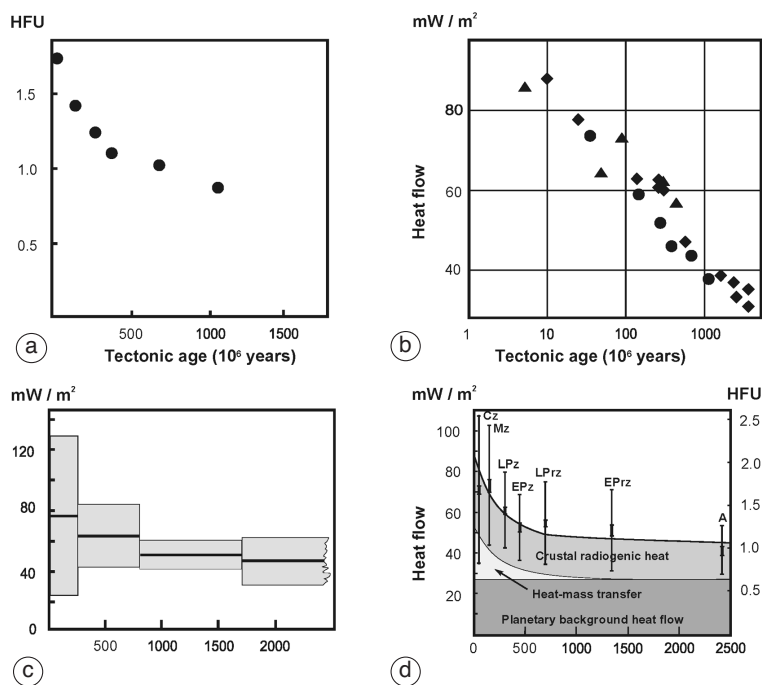 HFU
1.5
1.0
0.5
500 1000 1500
Tectonic age (10⁶ years)
a
mW / m²
Heat flow
80
60
40
1 10 100 1000
Tectonic age (10⁶ years)
b
mW / m²
120
80
40
0
500 1000 2000
c
mW / m²
HFU
Heat flow
100
80
60
40
20
2.5
2.0
1.5
1.0
0.5
Cz
Mz
LPz
EPz
LPrz
EPrz
A
Crustal radiogenic heat
Heat-mass transfer
Planetary background heat flow
0 500 1000 1500 2000 2500
d